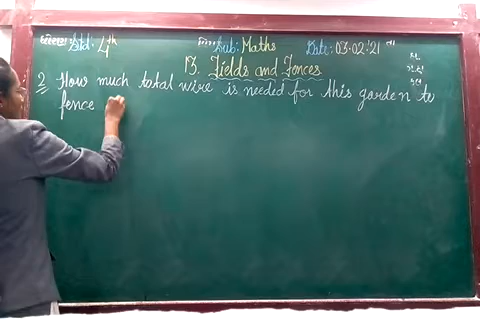 Std: 4th Sub: Maths Date: 03.02.'21
13. Fields and Fences
2 How much total wire is needed for this garden to
fence